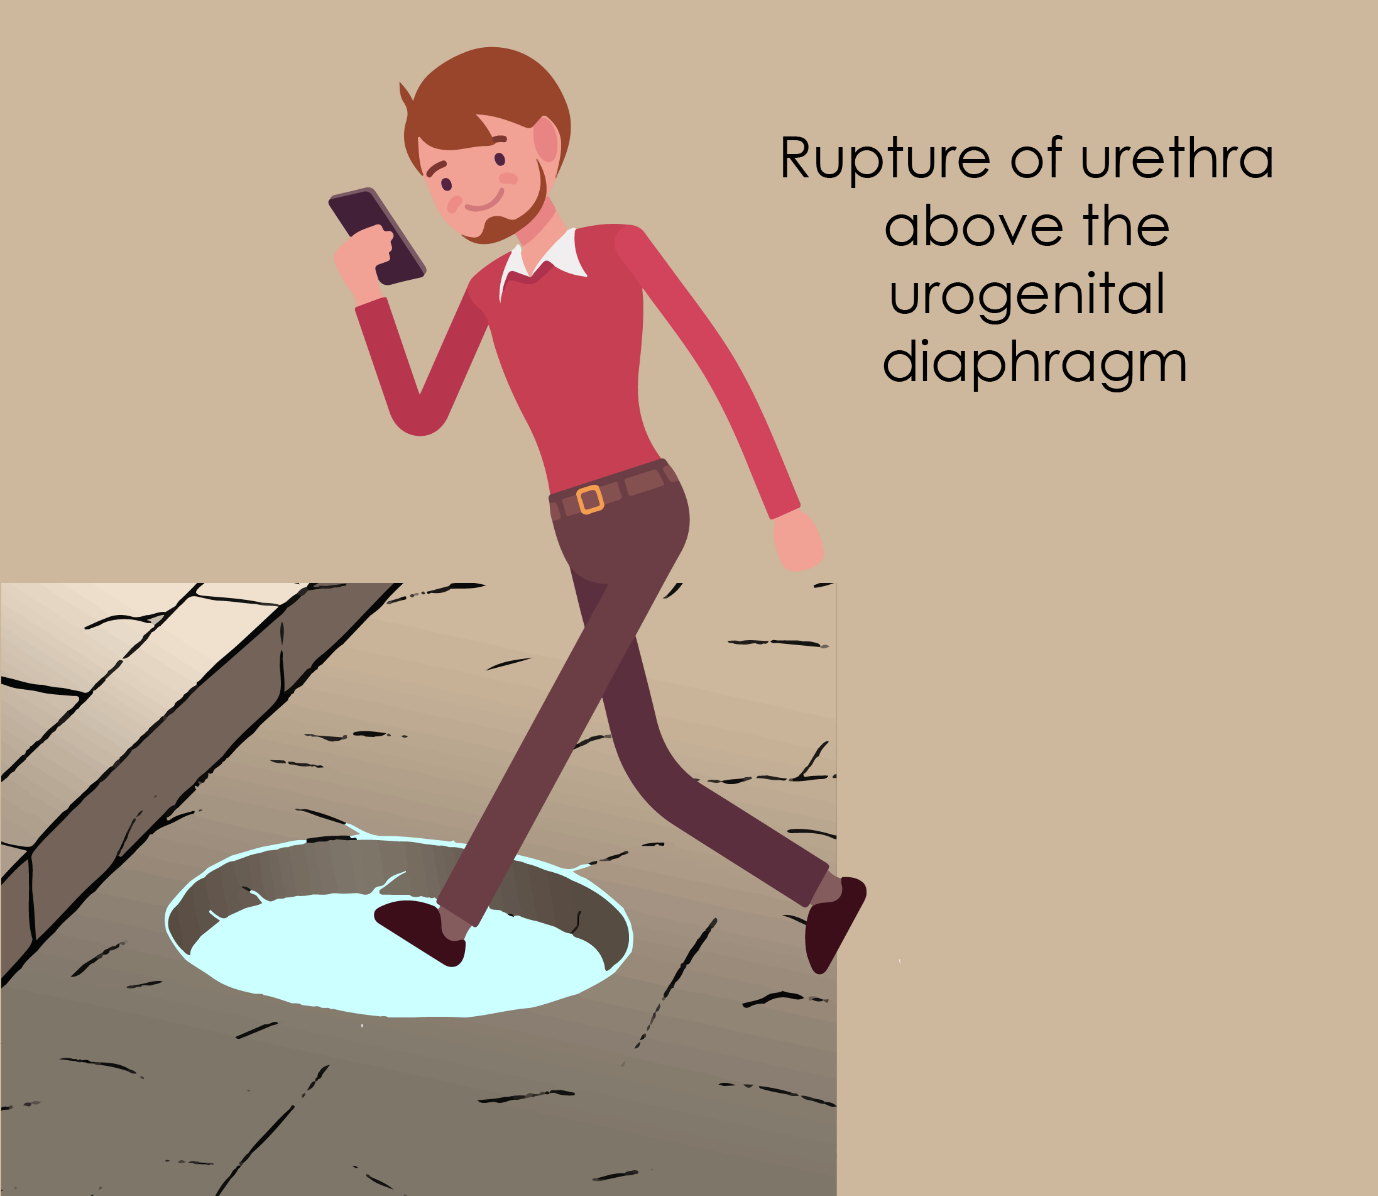 Rupture of urethra
above the
urogenital
diaphragm